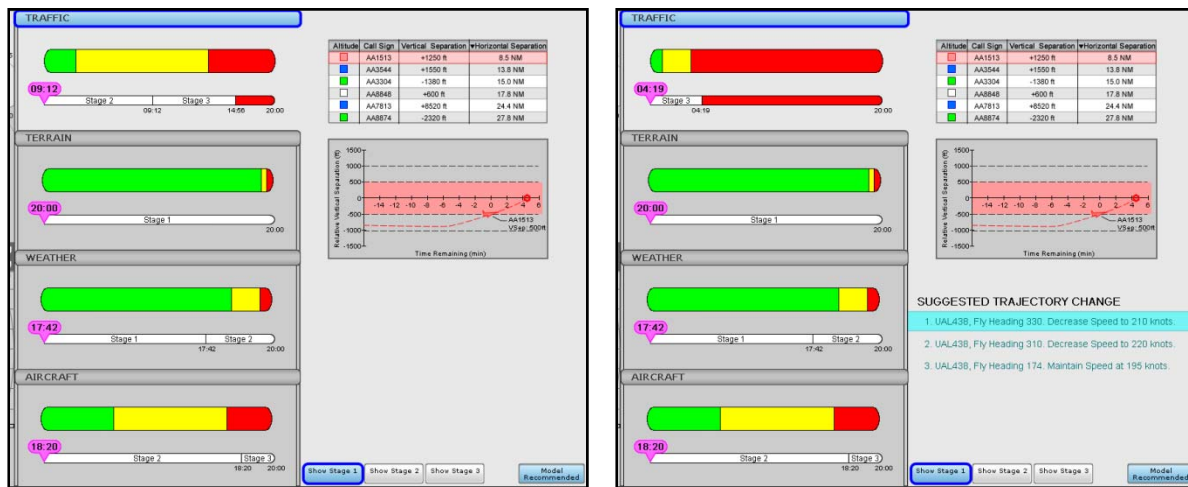 TRAFFIC
09:12
Stage 2 Stage 3
09:12 14:56 20:00
TERRAIN
20:00
Stage 1
20:00
WEATHER
17:42
Stage 1 Stage 2
17:42 20:00
AIRCRAFT
18:20
Stage 2 Stage 3
18:20 20:00
Altitude Call Sign Vertical Separation ▾Horizontal Separation
AA1513 +1250 ft 8.5 NM
AA3544 +1550 ft 13.8 NM
AA3304 -1380 ft 15.0 NM
AA8848 +600 ft 17.8 NM
AA7813 +8520 ft 24.4 NM
AA8874 -2320 ft 27.8 NM
Relative Vertical Separation (ft)
1500
1000
500
0
-14 -12 -10 -8 -6 -4 -2 0 2 4 6
-500
AA1513
-1000
VSep: 500ft
-1500
Time Remaining (min)
Show Stage 1 Show Stage 2 Show Stage 3 Model Recommended
TRAFFIC
04:19
Stage 3
04:19 20:00
TERRAIN
20:00
Stage 1
20:00
WEATHER
17:42
Stage 1 Stage 2
17:42 20:00
AIRCRAFT
18:20
Stage 2 Stage 3
18:20 20:00
Altitude Call Sign Vertical Separation ▾Horizontal Separation
AA1513 +1250 ft 8.5 NM
AA3544 +1550 ft 13.8 NM
AA3304 -1380 ft 15.0 NM
AA8848 +600 ft 17.8 NM
AA7813 +8520 ft 24.4 NM
AA8874 -2320 ft 27.8 NM
Relative Vertical Separation (ft)
1500
1000
500
0
-14 -12 -10 -8 -6 -4 -2 0 2 4 6
-500
AA1513
-1000
VSep: 500ft
-1500
Time Remaining (min)
SUGGESTED TRAJECTORY CHANGE
1. UAL438, Fly Heading 330. Decrease Speed to 210 knots.
2. UAL438, Fly Heading 310. Decrease Speed to 220 knots.
3. UAL438, Fly Heading 174. Maintain Speed at 195 knots.
Show Stage 1 Show Stage 2 Show Stage 3 Model Recommended